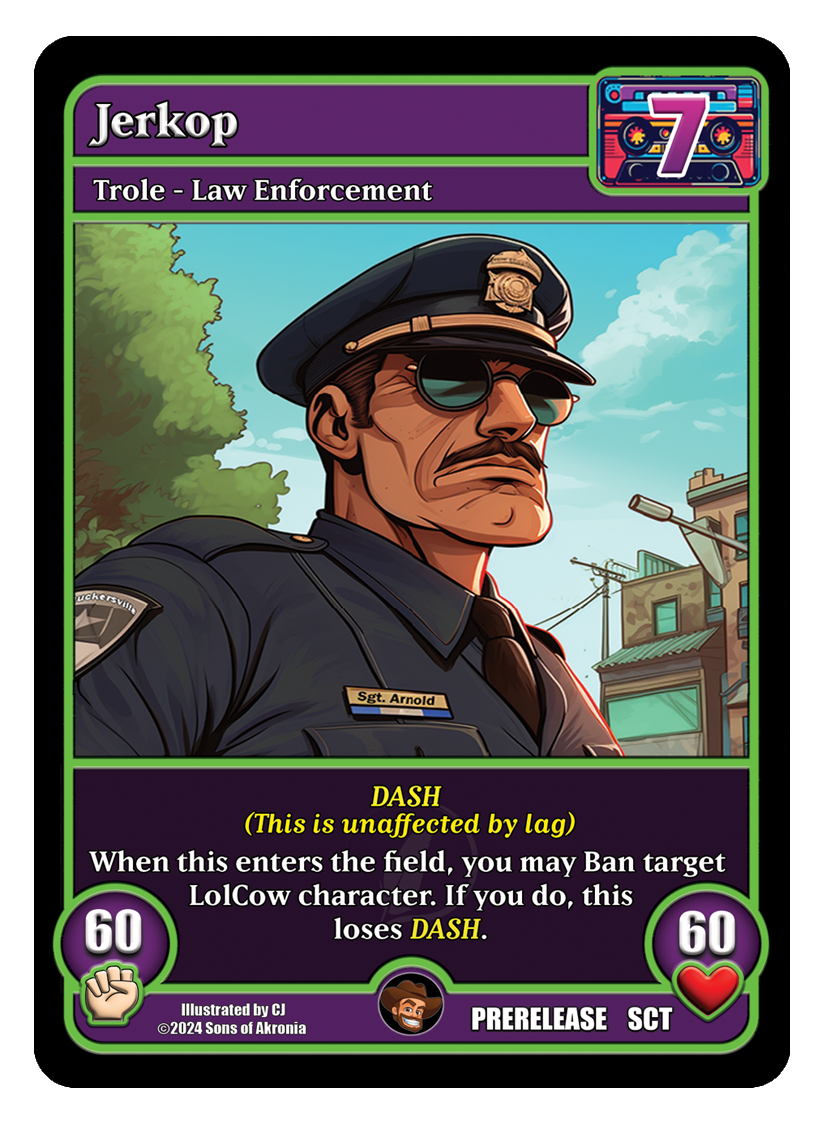 Jerkop
7
Trole - Law Enforcement
uckersville
Sgt. Arnold
DASH
(This is unaffected by lag)
When this enters the field, you may Ban target
LolCow character. If you do, this
loses DASH.
60
60
Illustrated by CJ
©2024 Sons of Akronia
PRERELEASE SCT